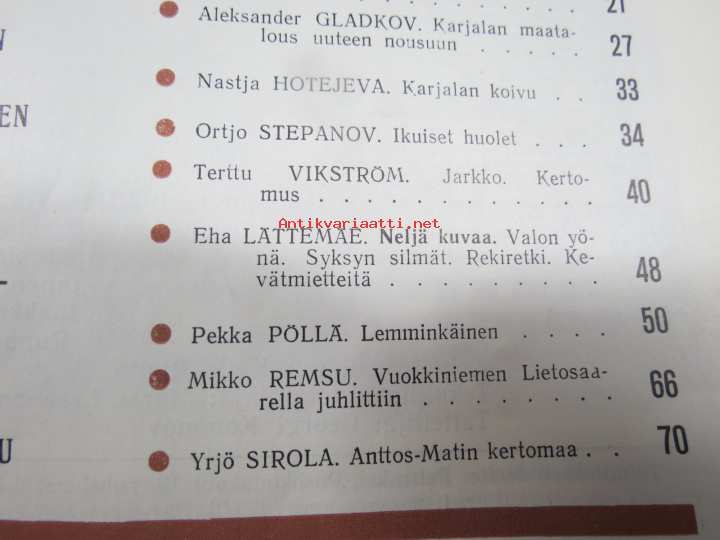 21
Aleksander GLADKOV. Karjalan maata-
lous uuteen nousuun . . . . . 27
Nastja HOTEJEVA. Karjalan koivu . . 33
Ortjo STEPANOV. Ikuiset huolet . . . 34
Terttu VIKSTRÖM. Jarkko. Kerto-
mus . . . . . . . . . . . . 40
Antikvariaatti.net
Eha LÄTTEMÄE. Neljä kuvaa. Valon yö-
nä. Syksyn silmät. Rekiretki. Ke-
vätmietteitä . . . . . . . . . 48
Pekka PÖLLÄ. Lemminkäinen . . . . 50
Mikko REMSU. Vuokkiniemen Lietosaa-
rella juhlittiin . . . . . . . . 66
Yrjö SIROLA. Anttos-Matin kertomaa . . 70
N
EN
-
U